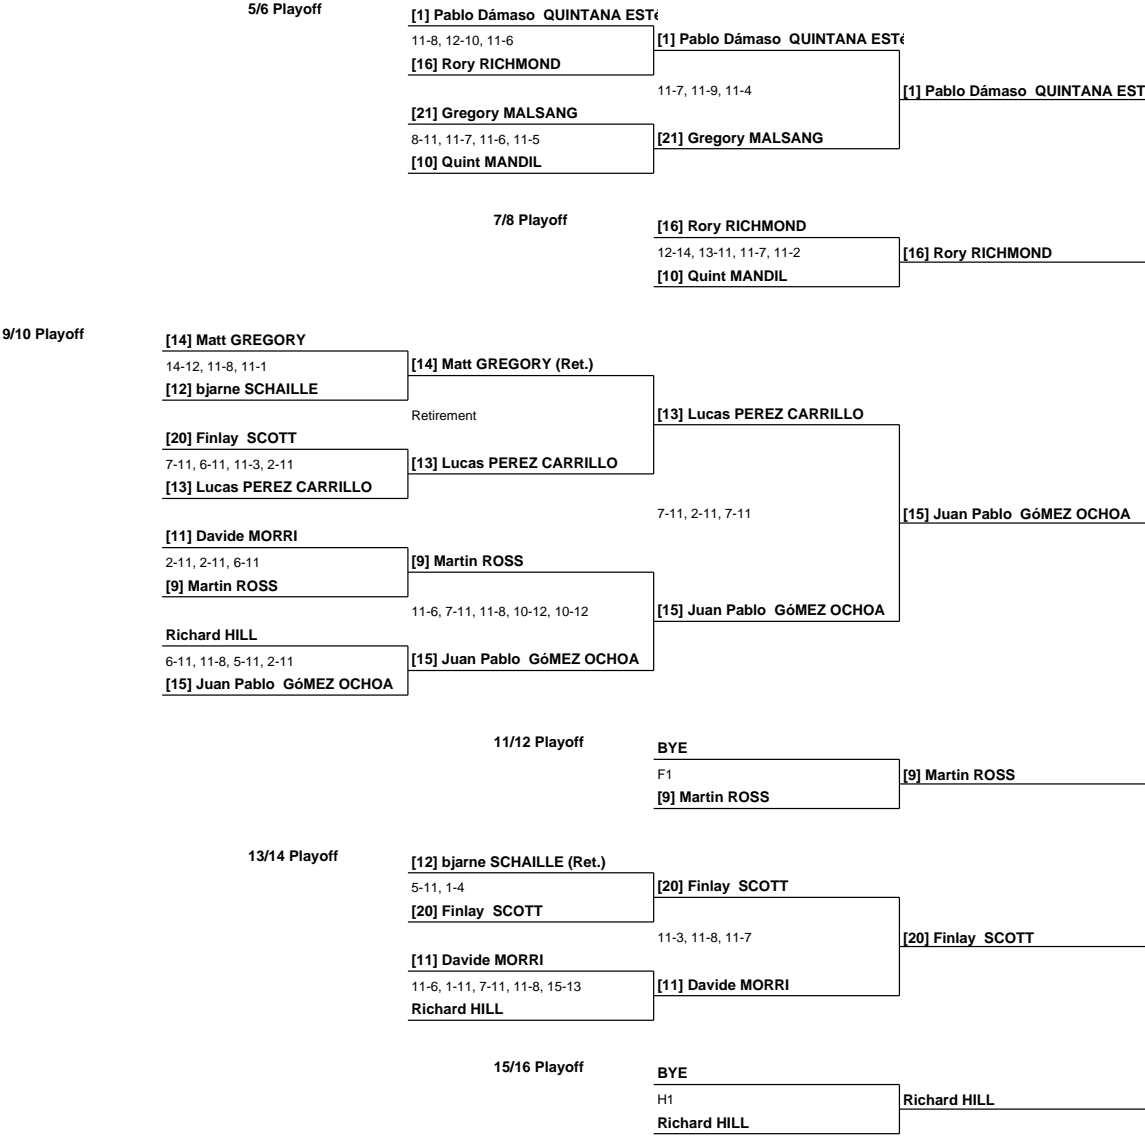 5/6 Playoff
[1] Pablo Dámaso QUINTANA ESTé
11-8, 12-10, 11-6
[16] Rory RICHMOND
[1] Pablo Dámaso QUINTANA ESTé
11-7, 11-9, 11-4
[1] Pablo Dámaso QUINTANA EST
[21] Gregory MALSANG
8-11, 11-7, 11-6, 11-5
[10] Quint MANDIL
[21] Gregory MALSANG
7/8 Playoff
[16] Rory RICHMOND
12-14, 13-11, 11-7, 11-2
[10] Quint MANDIL
[16] Rory RICHMOND
9/10 Playoff
[14] Matt GREGORY
14-12, 11-8, 11-1
[12] bjarne SCHAILLE
[14] Matt GREGORY (Ret.)
Retirement
[13] Lucas PEREZ CARRILLO
[20] Finlay SCOTT
7-11, 6-11, 11-3, 2-11
[13] Lucas PEREZ CARRILLO
[13] Lucas PEREZ CARRILLO
7-11, 2-11, 7-11
[15] Juan Pablo GóMEZ OCHOA
[11] Davide MORRI
2-11, 2-11, 6-11
[9] Martin ROSS
[9] Martin ROSS
11-6, 7-11, 11-8, 10-12, 10-12
[15] Juan Pablo GóMEZ OCHOA
Richard HILL
6-11, 11-8, 5-11, 2-11
[15] Juan Pablo GóMEZ OCHOA
[15] Juan Pablo GóMEZ OCHOA
11/12 Playoff
BYE
F1
[9] Martin ROSS
[9] Martin ROSS
13/14 Playoff
[12] bjarne SCHAILLE (Ret.)
5-11, 1-4
[20] Finlay SCOTT
[20] Finlay SCOTT
11-3, 11-8, 11-7
[20] Finlay SCOTT
[11] Davide MORRI
11-6, 1-11, 7-11, 11-8, 15-13
Richard HILL
[11] Davide MORRI
15/16 Playoff
BYE
H1
Richard HILL
Richard HILL